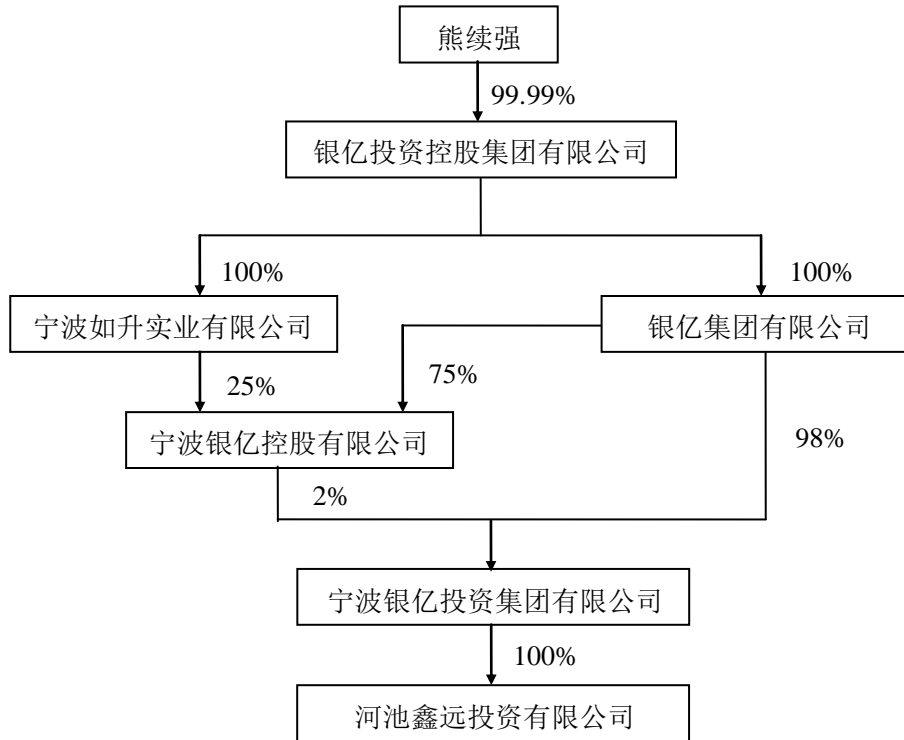 熊续强
99.99%
银亿投资控股集团有限公司
100%
100%
宁波如升实业有限公司
银亿集团有限公司
25%
75%
宁波银亿控股有限公司
98%
2%
宁波银亿投资集团有限公司
100%
河池鑫远投资有限公司